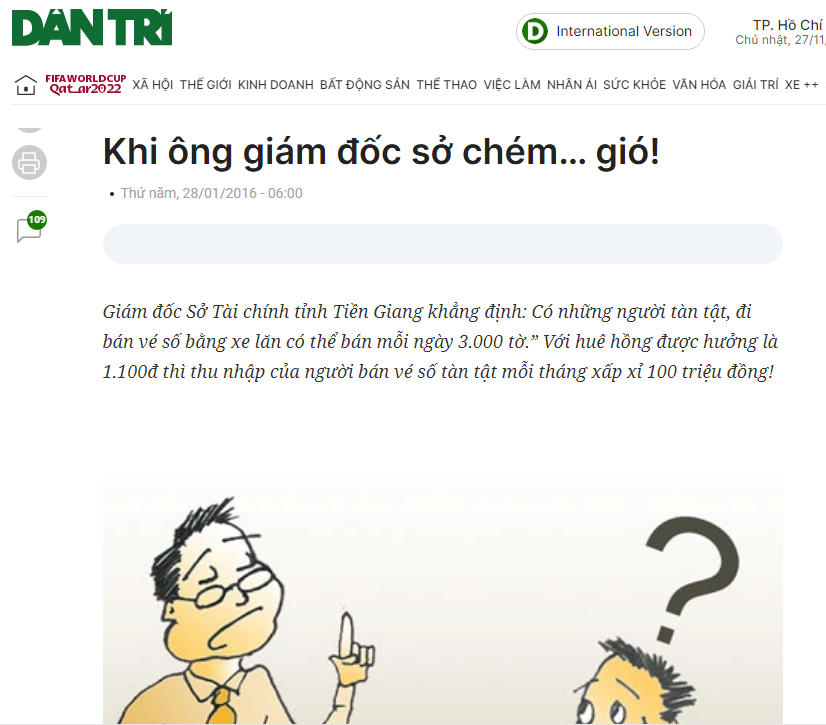 DÂN TRÍ
International Version
TP. Hồ Chí
Chủ nhật, 27/11
FIFA WORLD CUP
Qatar2022
XÃ HỘI THẾ GIỚI KINH DOANH BẤT ĐỘNG SẢN THỂ THAO VIỆC LÀM NHÂN ÁI SỨC KHỎE VĂN HÓA GIẢI TRÍ XE ++
Khi ông giám đốc sở chém... gió!
• Thứ năm, 28/01/2016 - 06:00
109
Giám đốc Sở Tài chính tỉnh Tiền Giang khẳng định: Có những người tàn tật, đi
bán vé số bằng xe lăn có thể bán mỗi ngày 3.000 tờ.” Với huê hồng được hưởng là
1.100đ thì thu nhập của người bán vé số tàn tật mỗi tháng xấp xỉ 100 triệu đồng!
?